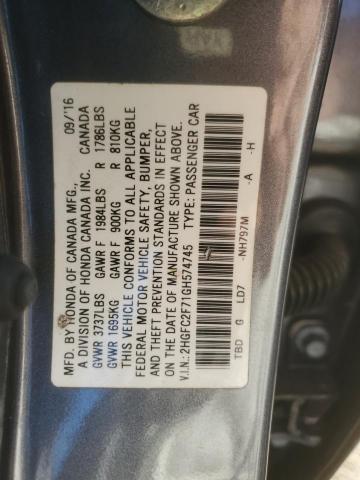 MFD. BY HONDA OF CANADA MFG., 09/'16
A DIVISION OF HONDA CANADA INC. CANADA
GVWR 3737LBS GAWR F 1984LBS R 1786LBS
GVWR 1695KG GAWR F 900KG R 810KG
THIS VEHICLE CONFORMS TO ALL APPLICABLE
FEDERAL MOTOR VEHICLE SAFETY, BUMPER,
AND THEFT PREVENTION STANDARDS IN EFFECT
ON THE DATE OF MANUFACTURE SHOWN ABOVE.
V.I.N.: 2HGFC2F71GH574745 TYPE: PASSENGER CAR
TBD G LD7 -NH797M -A -H